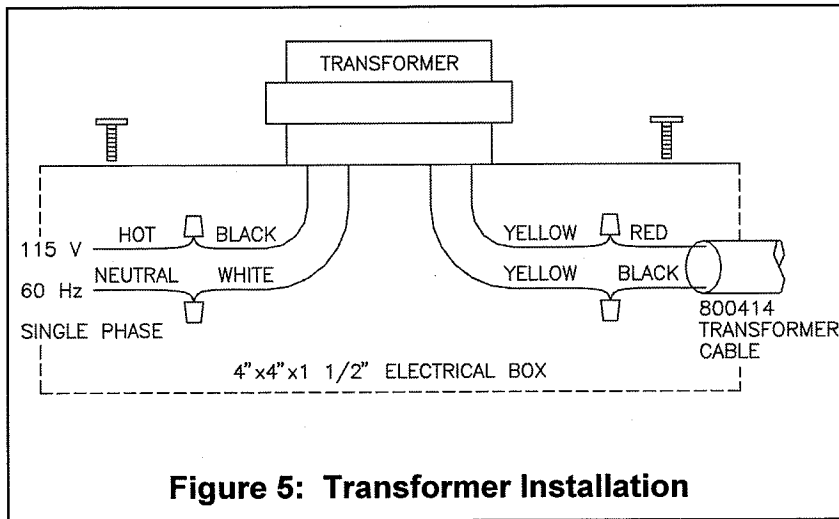 TRANSFORMER
HOT BLACK
115 V
NEUTRAL WHITE
60 Hz
SINGLE PHASE
YELLOW RED
YELLOW BLACK
800414
TRANSFORMER
CABLE
4"x4"x1 1/2" ELECTRICAL BOX
Figure 5: Transformer Installation